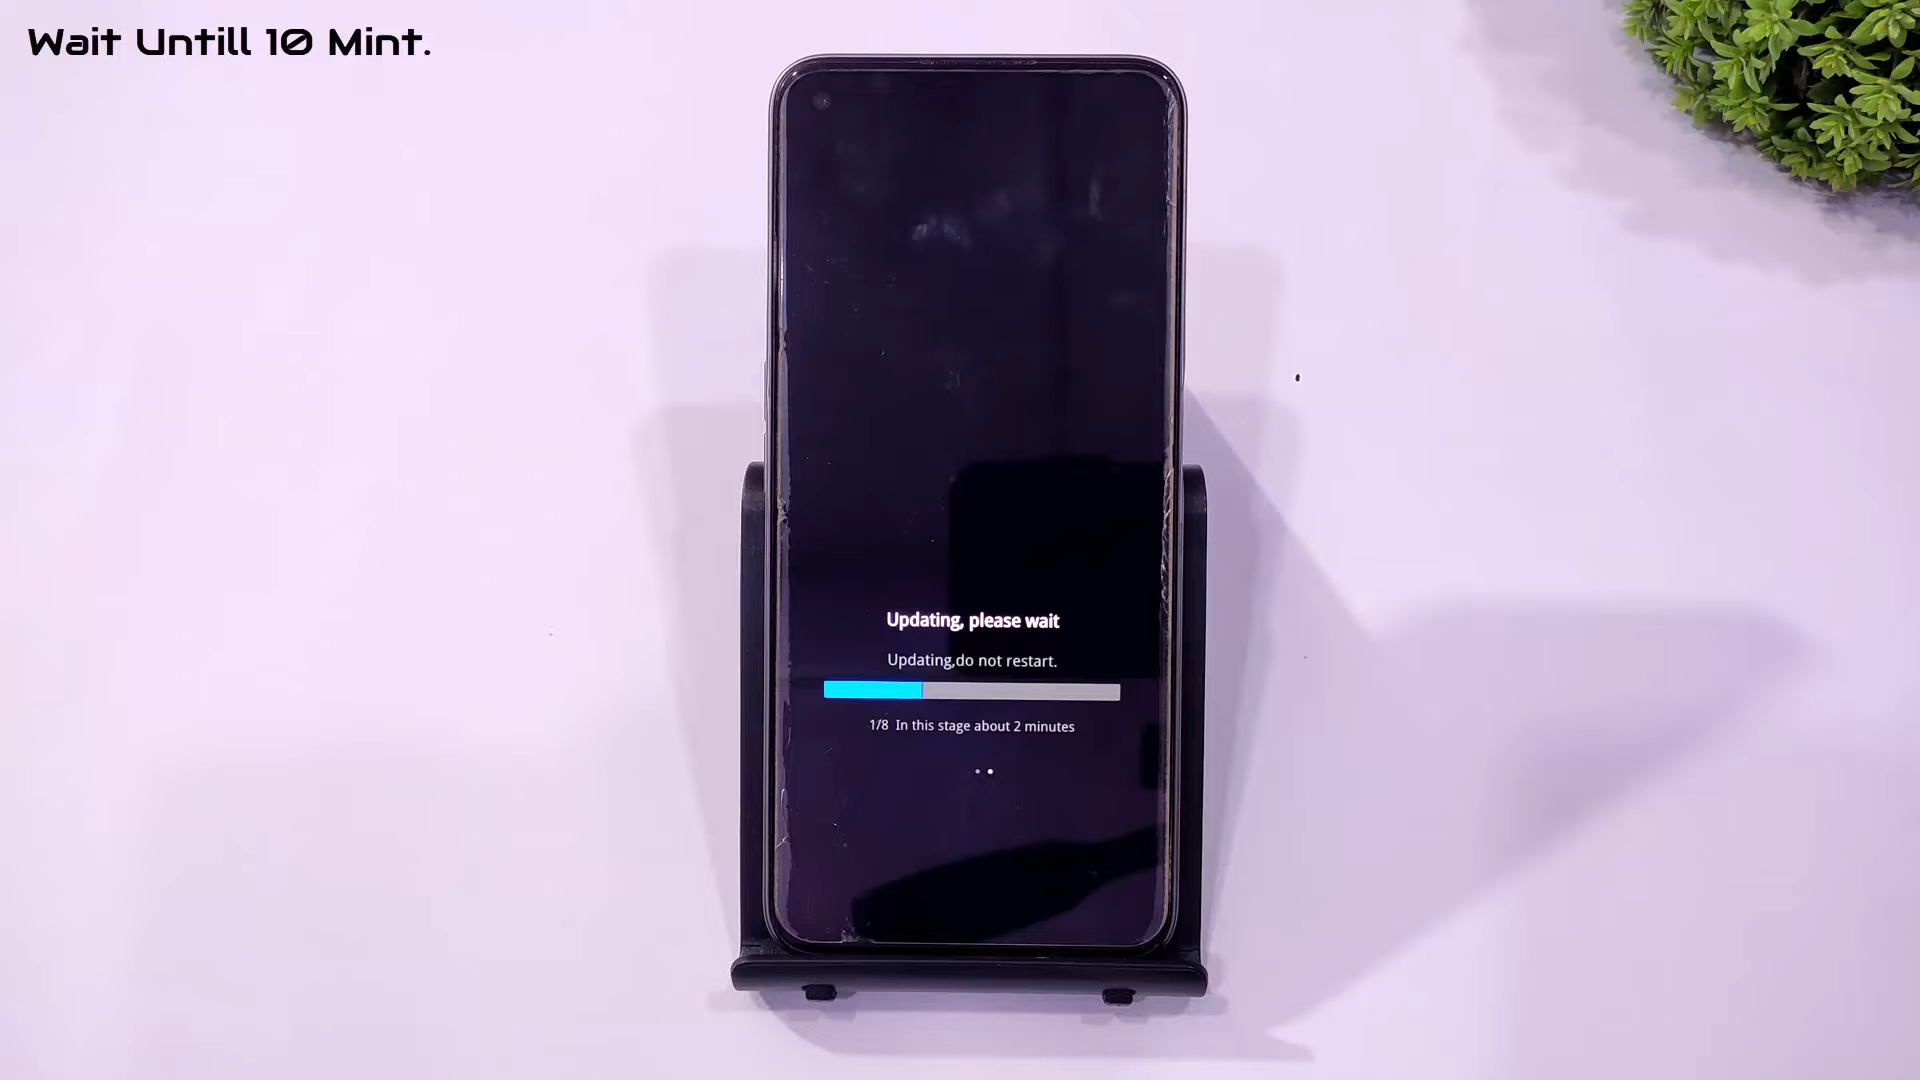 Wait Untill 10 Mint.
Updating, please wait
Updating,do not restart.
1/8 In this stage about 2 minutes